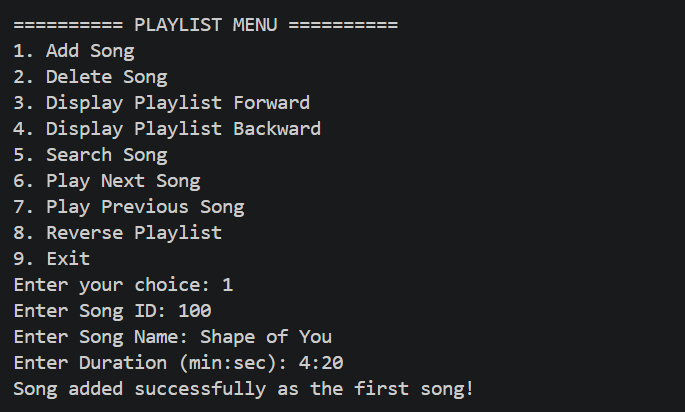 ========== PLAYLIST MENU ==========
1. Add Song
2. Delete Song
3. Display Playlist Forward
4. Display Playlist Backward
5. Search Song
6. Play Next Song
7. Play Previous Song
8. Reverse Playlist
9. Exit
Enter your choice: 1
Enter Song ID: 100
Enter Song Name: Shape of You
Enter Duration (min:sec): 4:20
Song added successfully as the first song!